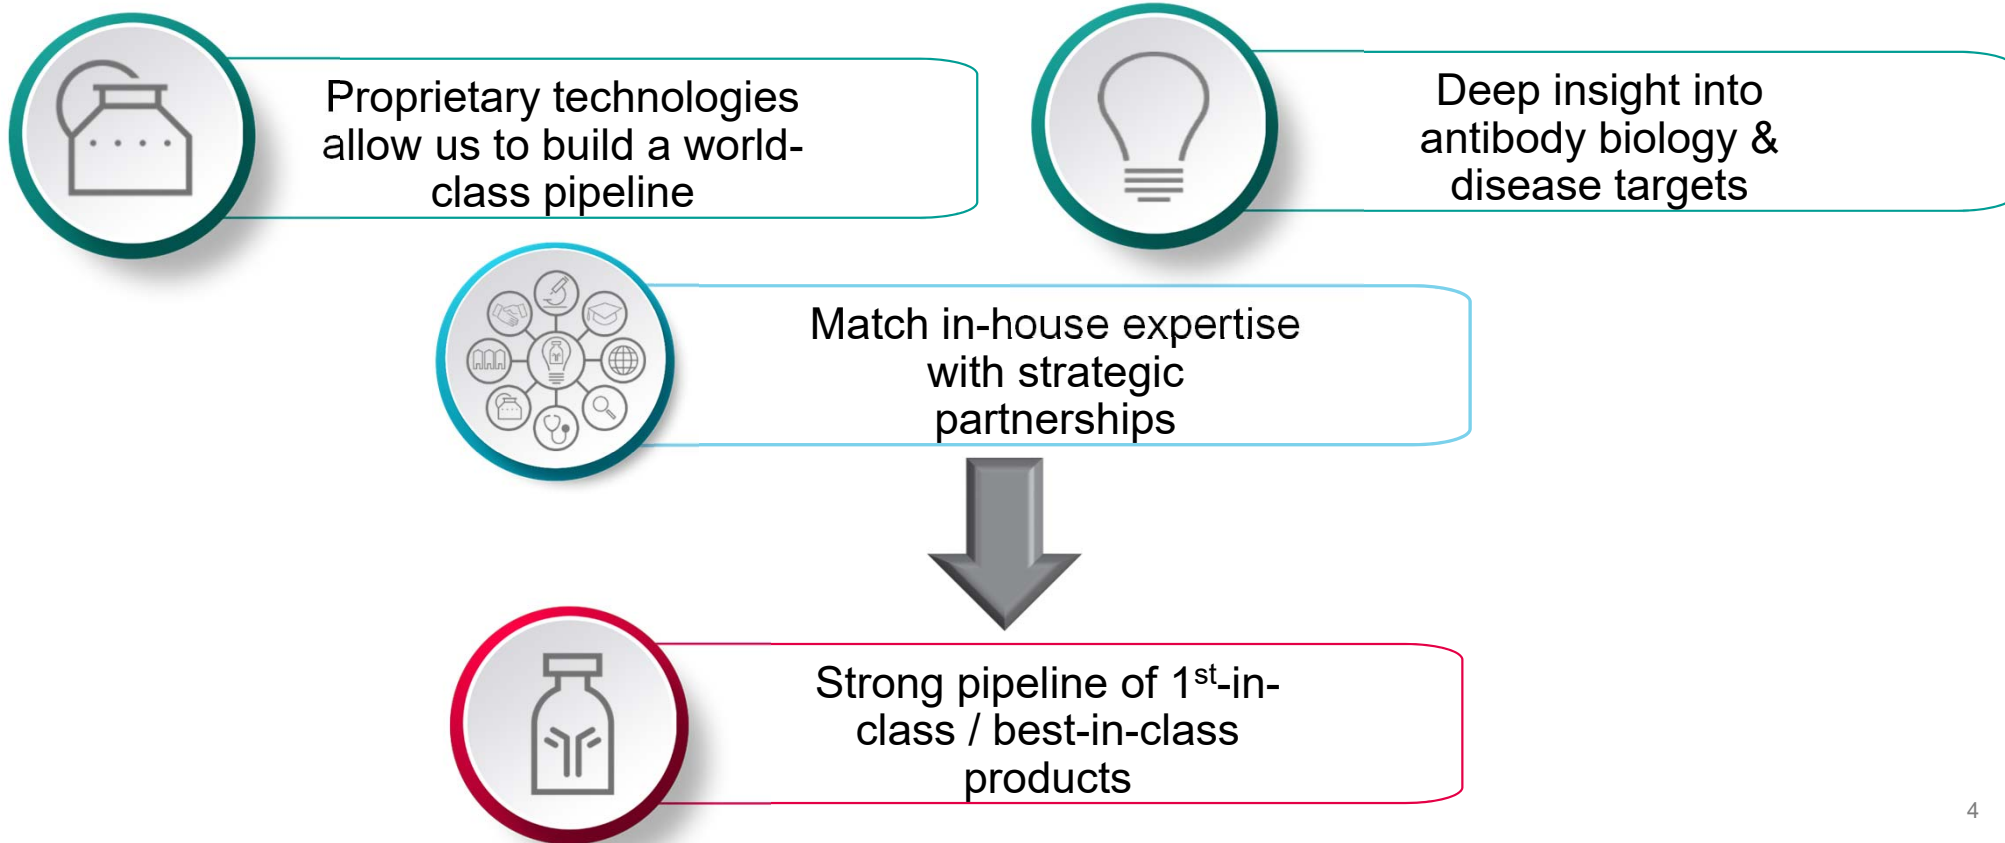 Proprietary technologies
allow us to build a world-
class pipeline
Deep insight into
antibody biology &
disease targets
Match in-house expertise
with strategic
partnerships
Strong pipeline of 1st-in-
class / best-in-class
products
4